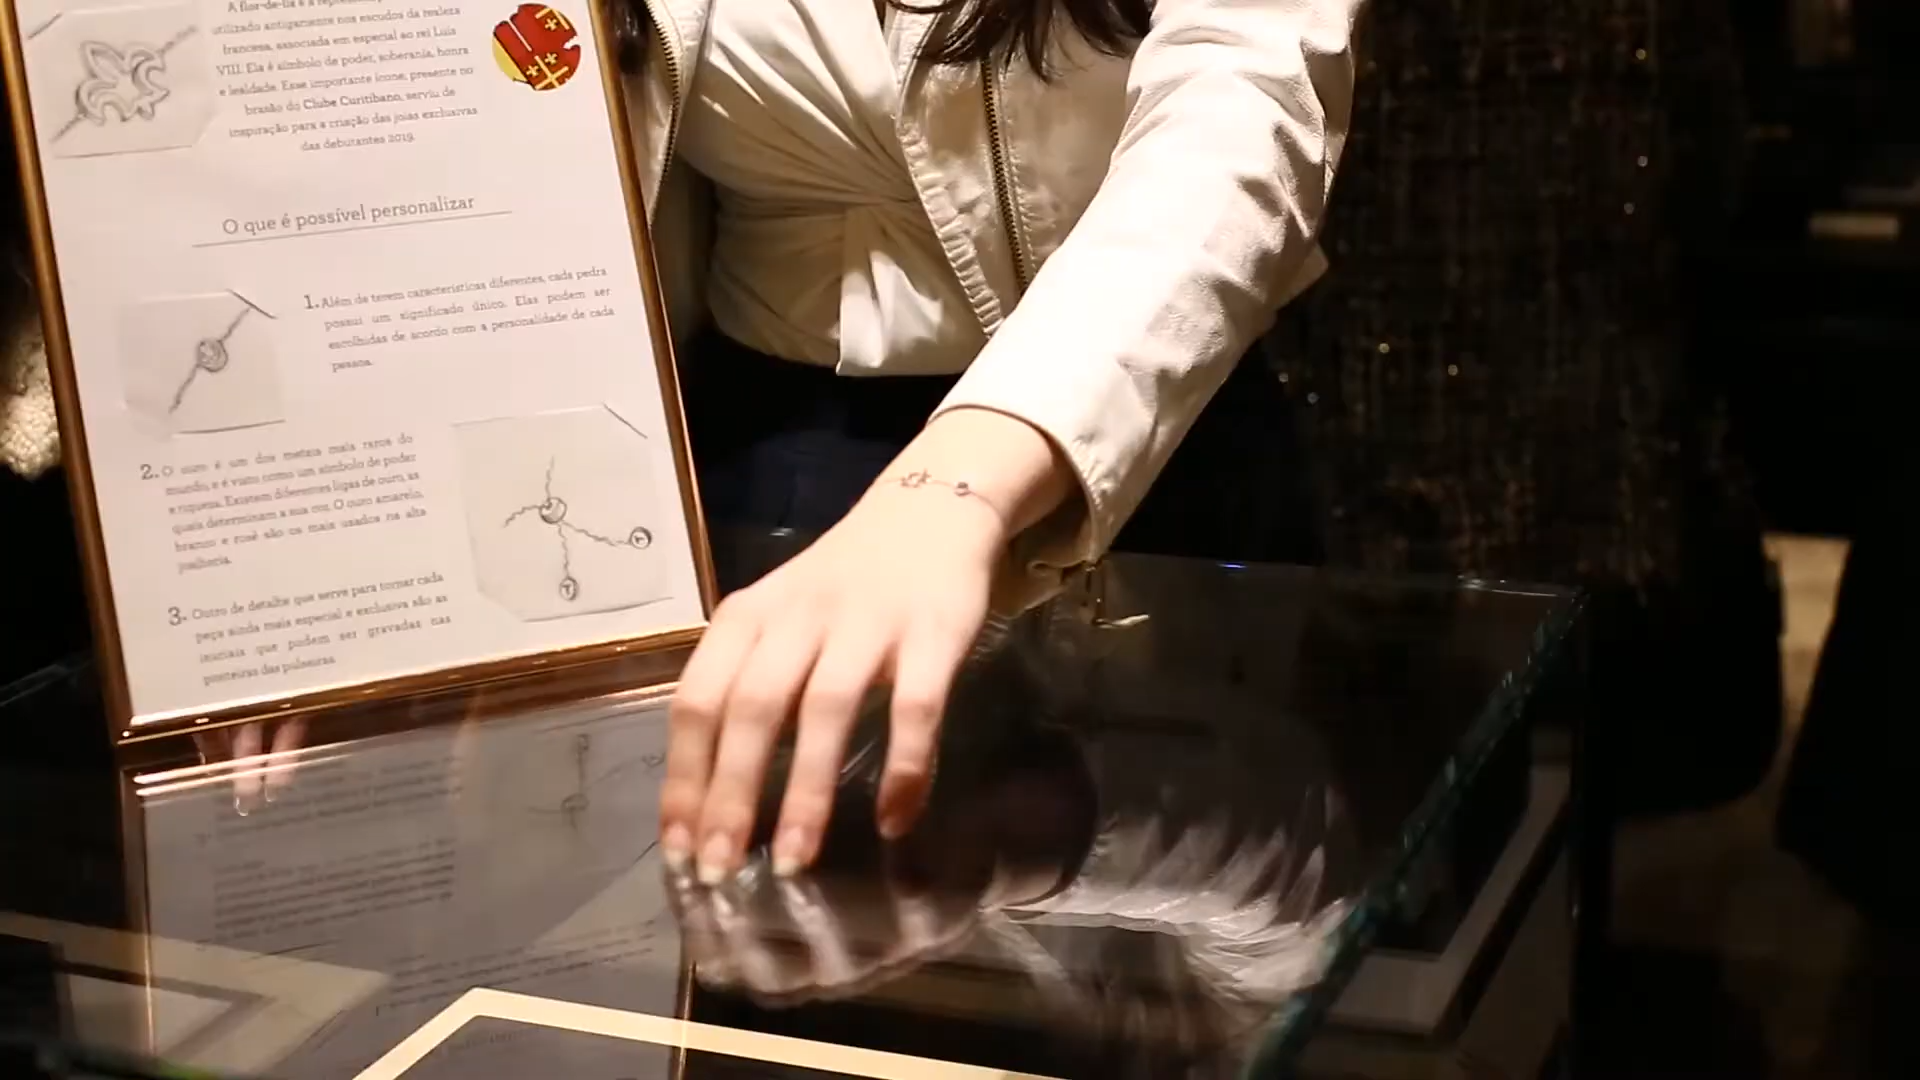 A flor-de-lis é a
utilizado antigamente nos escudos da realeza
francesa, associada em especial ao rei Luis
VIII. Ela é símbolo de poder, soberania, honra
e lealdade. Esse importante ícone, presente no
brasão do Clube Curitibano, serviu de
inspiração para a criação das joias exclusivas
das debutantes 2019.
O que é possível personalizar
1. Além de terem características diferentes, cada pedra
possui um significado único. Elas podem ser
escolhidas de acordo com a personalidade de cada
pessoa.
2. O ouro é um dos metais mais raros do
mundo, e é visto como um símbolo de poder
e riqueza. Existem diferentes ligas de ouro, as
quais determinam a sua cor. O ouro amarelo,
branco e rosé são os mais usados na alta
joalheria.
3. Outro de detalhe que serve para tornar cada
peça ainda mais especial e exclusiva são as
iniciais que podem ser gravadas nas
ponteiras das pulseiras.